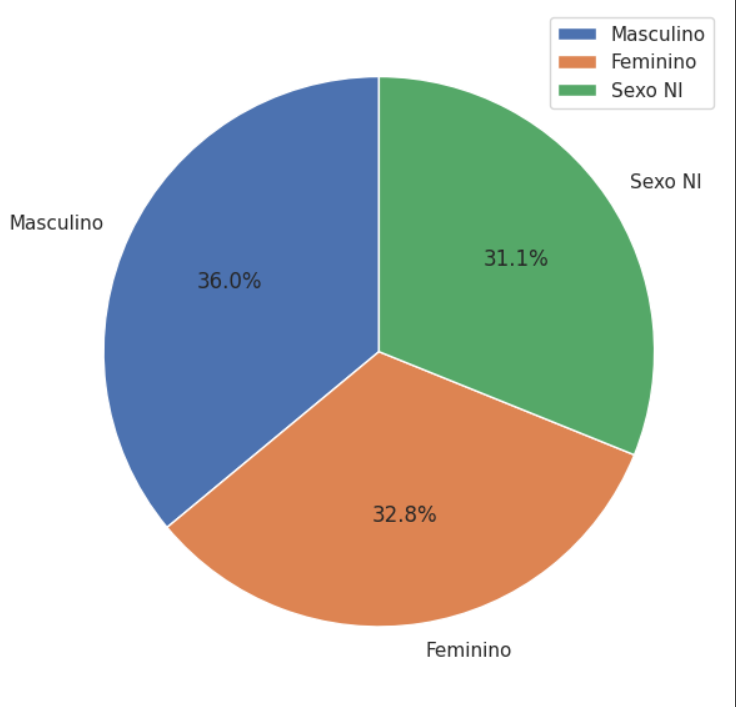 Masculino
Feminino
Sexo NI
Sexo NI
Masculino
31.1%
36.0%
32.8%
Feminino